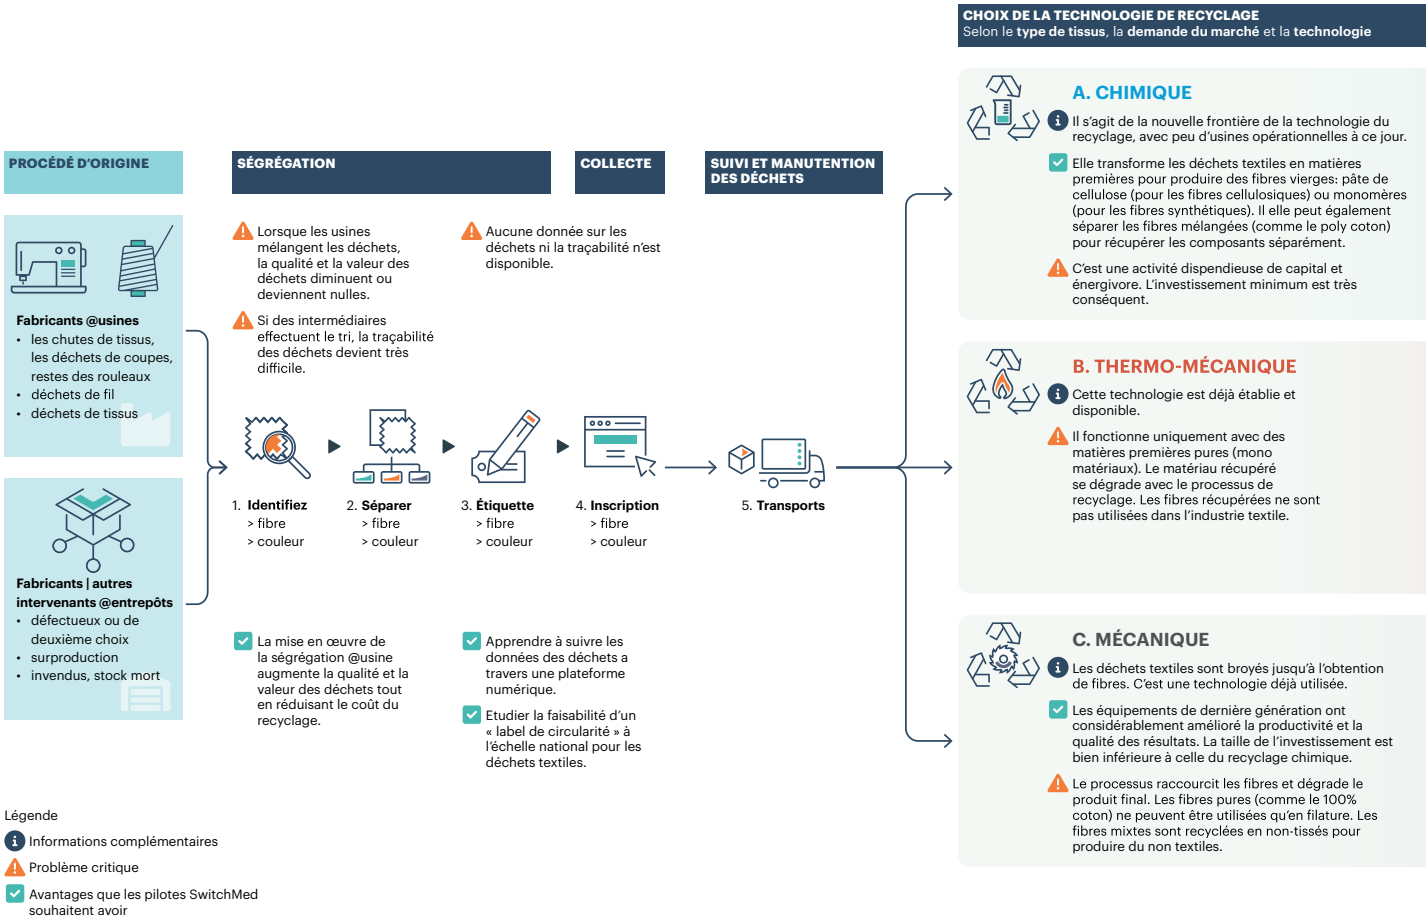 CHOIX DE LA TECHNOLOGIE DE RECYCLAGE
Selon le type de tissus, la demande du marché et la technologie
PROCÉDÉ D'ORIGINE
Fabricants @usines
• les chutes de tissus,
les déchets de coupes,
restes des rouleaux
• déchets de fil
• déchets de tissus
Fabricants | autres
intervenants @entrepôts
• défectueux ou de
deuxième choix
• surproduction
• invendus, stock mort
SÉGRÉGATION
Lorsque les usines
mélangent les déchets,
la qualité et la valeur des
déchets diminuent ou
deviennent nulles.
Si des intermédiaires
effectuent le tri, la traçabilité
des déchets devient très
difficile.
COLLECTE
Aucune donnée sur les
déchets ni la traçabilité n'est
disponible.
SUIVI ET MANUTENTION
DES DÉCHETS
1. Identifiez
> fibre
> couleur
2. Séparer
> fibre
> couleur
3. Étiquette
> fibre
> couleur
4. Inscription
> fibre
> couleur
5. Transports
La mise en œuvre de
la ségrégation @usine
augmente la qualité et la
valeur des déchets tout
en réduisant le coût du
recyclage.
Apprendre à suivre les
données des déchets a
travers une plateforme
numérique.
Etudier la faisabilité d'un
« label de circularité » à
l'échelle national pour les
déchets textiles.
A. CHIMIQUE
Il s'agit de la nouvelle frontière de la technologie du
recyclage, avec peu d'usines opérationnelles à ce jour.
Elle transforme les déchets textiles en matières
premières pour produire des fibres vierges: pâte de
cellulose (pour les fibres cellulosiques) ou monomères
(pour les fibres synthétiques). Il elle peut également
séparer les fibres mélangées (comme le poly coton)
pour récupérer les composants séparément.
C'est une activité dispendieuse de capital et
énergivore. L'investissement minimum est très
conséquent.
B. THERMO-MÉCANIQUE
Cette technologie est déjà établie et
disponible.
Il fonctionne uniquement avec des
matières premières pures (mono
matériaux). Le matériau récupéré
se dégrade avec le processus de
recyclage. Les fibres récupérées ne sont
pas utilisées dans l'industrie textile.
C. MÉCANIQUE
Les déchets textiles sont broyés jusqu'à l'obtention
de fibres. C'est une technologie déjà utilisée.
Les équipements de dernière génération ont
considérablement amélioré la productivité et la
qualité des résultats. La taille de l'investissement est
bien inférieure à celle du recyclage chimique.
Le processus raccourcit les fibres et dégrade le
produit final. Les fibres pures (comme le 100%
coton) ne peuvent être utilisées qu'en filature. Les
fibres mixtes sont recyclées en non-tissés pour
produire du non textiles.
Légende
i Informations complémentaires
Problème critique
Avantages que les pilotes SwitchMed
souhaitent avoir